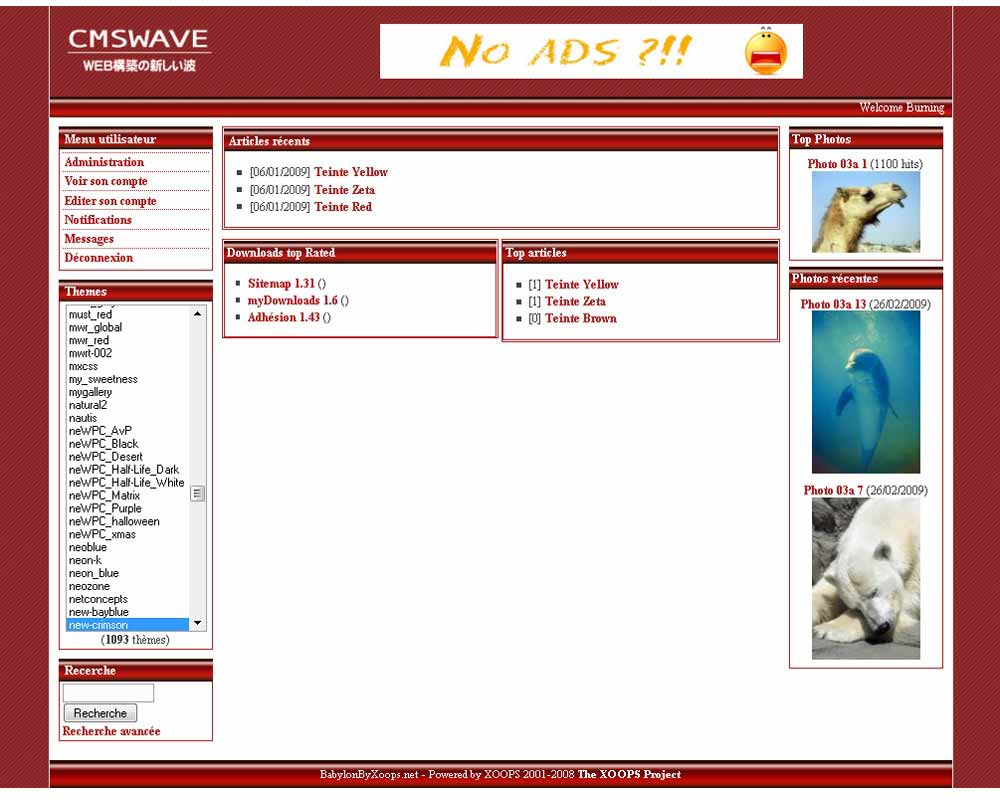 CMSWAVE
WEB構築の新しい波
No ADS ?!!
Welcome Burning
Menu utilisateur
Administration
Voir son compte
Editer son compte
Notifications
Messages
Déconnexion
Themes
must_red
mwr_global
mwr_red
mwrt-002
mxcss
my_sweetness
mygallery
natural2
nautis
neWPC_AvP
neWPC_Black
neWPC_Desert
neWPC_Half-Life_Dark
neWPC_Half-Life_White
neWPC_Matrix
neWPC_Purple
neWPC_halloween
neWPC_xmas
neoblue
neon-k
neon_blue
neozone
netconcepts
new-bayblue
new-crimson
(1093 thèmes)
Recerche
Recherche
Recherche avancée
Articles récents
[06/01/2009] Teinte Yellow
[06/01/2009] Teinte Zeta
[06/01/2009] Teinte Red
Downloads top Rated
Sitemap 1.31 ()
myDownloads 1.6 ()
Adhésion 1.43 ()
Top articles
[1] Teinte Yellow
[1] Teinte Zeta
[0] Teinte Brown
Top Photos
Photo 03a 1 (1100 hits)
Photos récentes
Photo 03a 13 (26/02/2009)
Photo 03a 7 (26/02/2009)
BabylonByXoops.net - Powered by XOOPS 2001-2008 The XOOPS Project